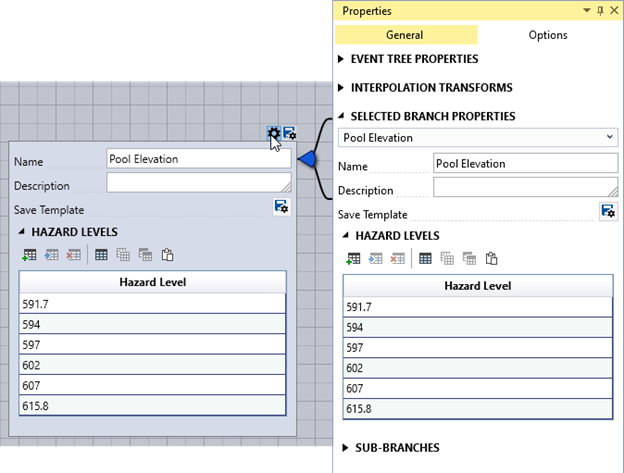 Name
Pool Elevation
Description
Save Template
HAZARD LEVELS
Hazard Level
591.7
594
597
602
607
615.8
Properties
General
Options
EVENT TREE PROPERTIES
INTERPOLATION TRANSFORMS
SELECTED BRANCH PROPERTIES
Pool Elevation
Name
Pool Elevation
Description
Save Template
HAZARD LEVELS
Hazard Level
591.7
594
597
602
607
615.8
SUB-BRANCHES